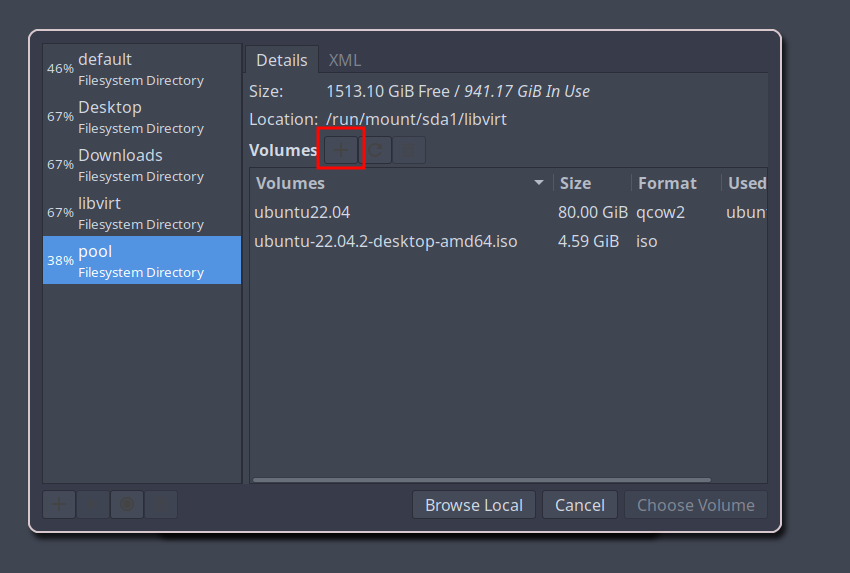 46% default
Filesystem Directory
67% Desktop
Filesystem Directory
67% Downloads
Filesystem Directory
67% libvirt
Filesystem Directory
38% pool
Filesystem Directory
Details XML
Size: 1513.10 GiB Free / 941.17 GiB In Use
Location: /run/mount/sda1/libvirt
Volumes
Volumes Size Format Used
ubuntu22.04 80.00 GiB qcow2 ubun
ubuntu-22.04.2-desktop-amd64.iso 4.59 GiB iso
Browse Local Cancel Choose Volume